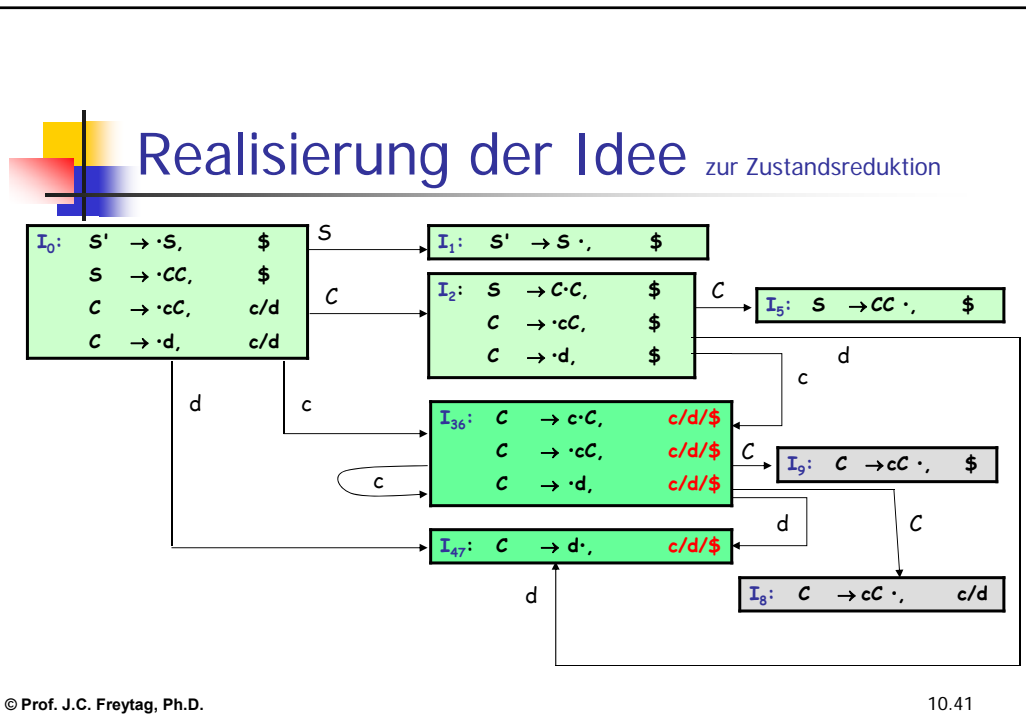 Realisierung der Idee zur Zustandsreduktion
I0: S' → ·S, $
S → ·CC, $
C → ·cC, c/d
C → ·d, c/d
S
C
I1: S' → S ·, $
I2: S → C·C, $
C → ·cC, $
C → ·d, $
C
I5: S → CC ·, $
d
c
d
c
I36: C → c·C, c/d/$
C → ·cC, c/d/$
C → ·d, c/d/$
c
C
I9: C → cC ·, $
d
C
I47: C → d·, c/d/$
d
I8: C → cC ·, c/d
© Prof. J.C. Freytag, Ph.D.
10.41